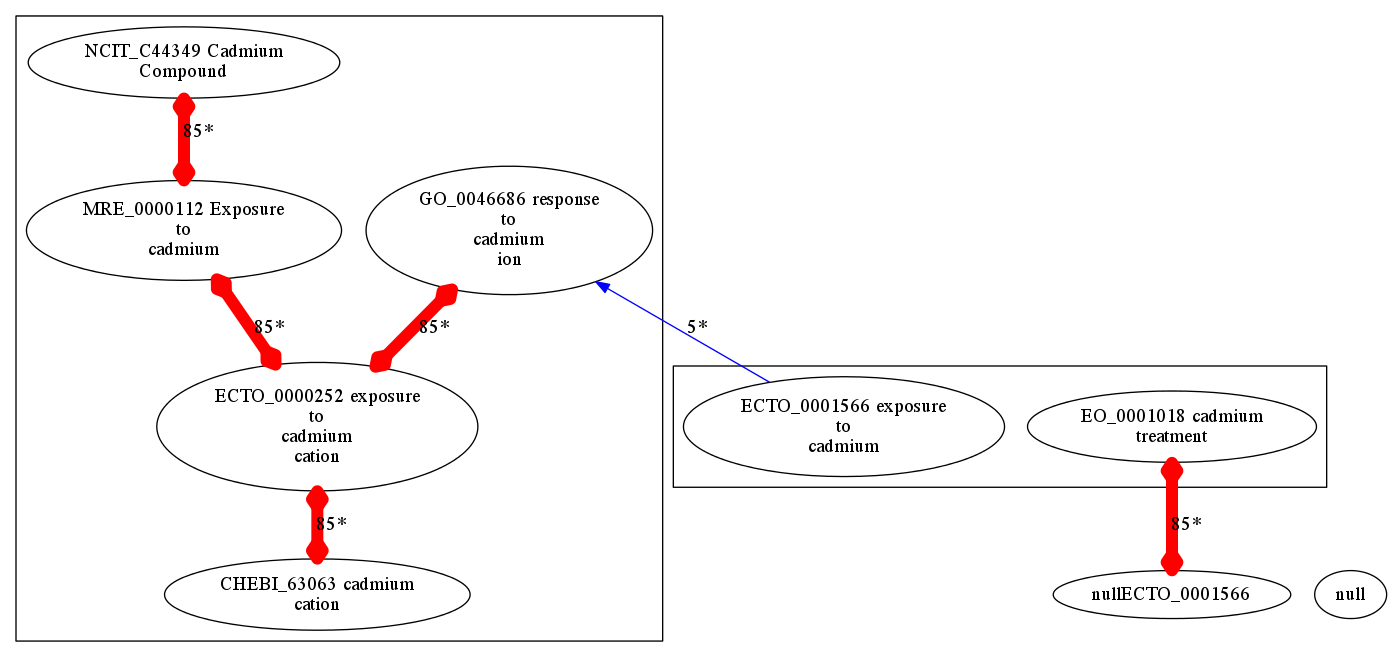 NCIT_C44349 Cadmium
Compound
85*
MRE_0000112 Exposure
to
cadmium
GO_0046686 response
to
cadmium
ion
85*
85*
5*
ECTO_0000252 exposure
to
cadmium
cation
ECTO_0001566 exposure
to
cadmium
EO_0001018 cadmium
treatment
85*
85*
CHEBI_63063 cadmium
cation
nullECTO_0001566
null